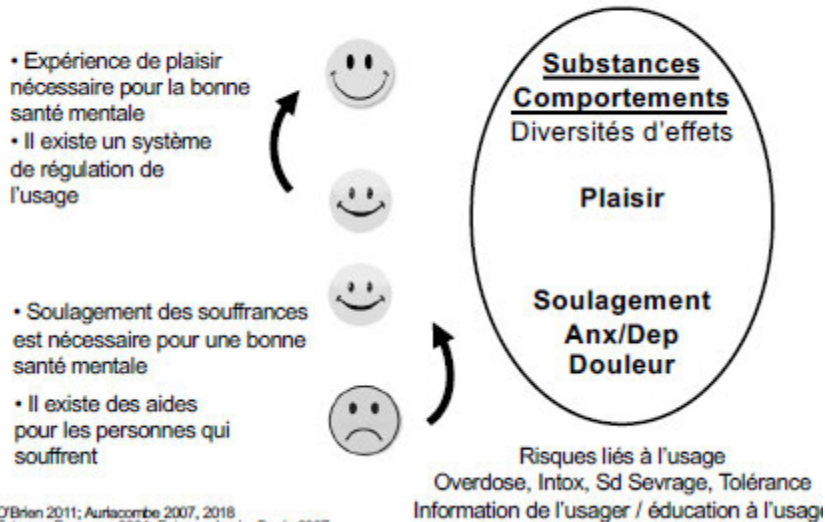 • Expérience de plaisir
nécessaire pour la bonne
santé mentale
• Il existe un système
de régulation de
l'usage
• Soulagement des souffrances
est nécessaire pour une bonne
santé mentale
• Il existe des aides
pour les personnes qui
souffrent
Substances
Comportements
Diversités d'effets
Plaisir
Soulagement
Anx/Dep
Douleur
Risques liés à l'usage
Overdose, Intox, Sd Sevrage, Tolérance
Information de l'usager / éducation à l'usage
O'Brien 2011; Auriacombe 2007, 2018